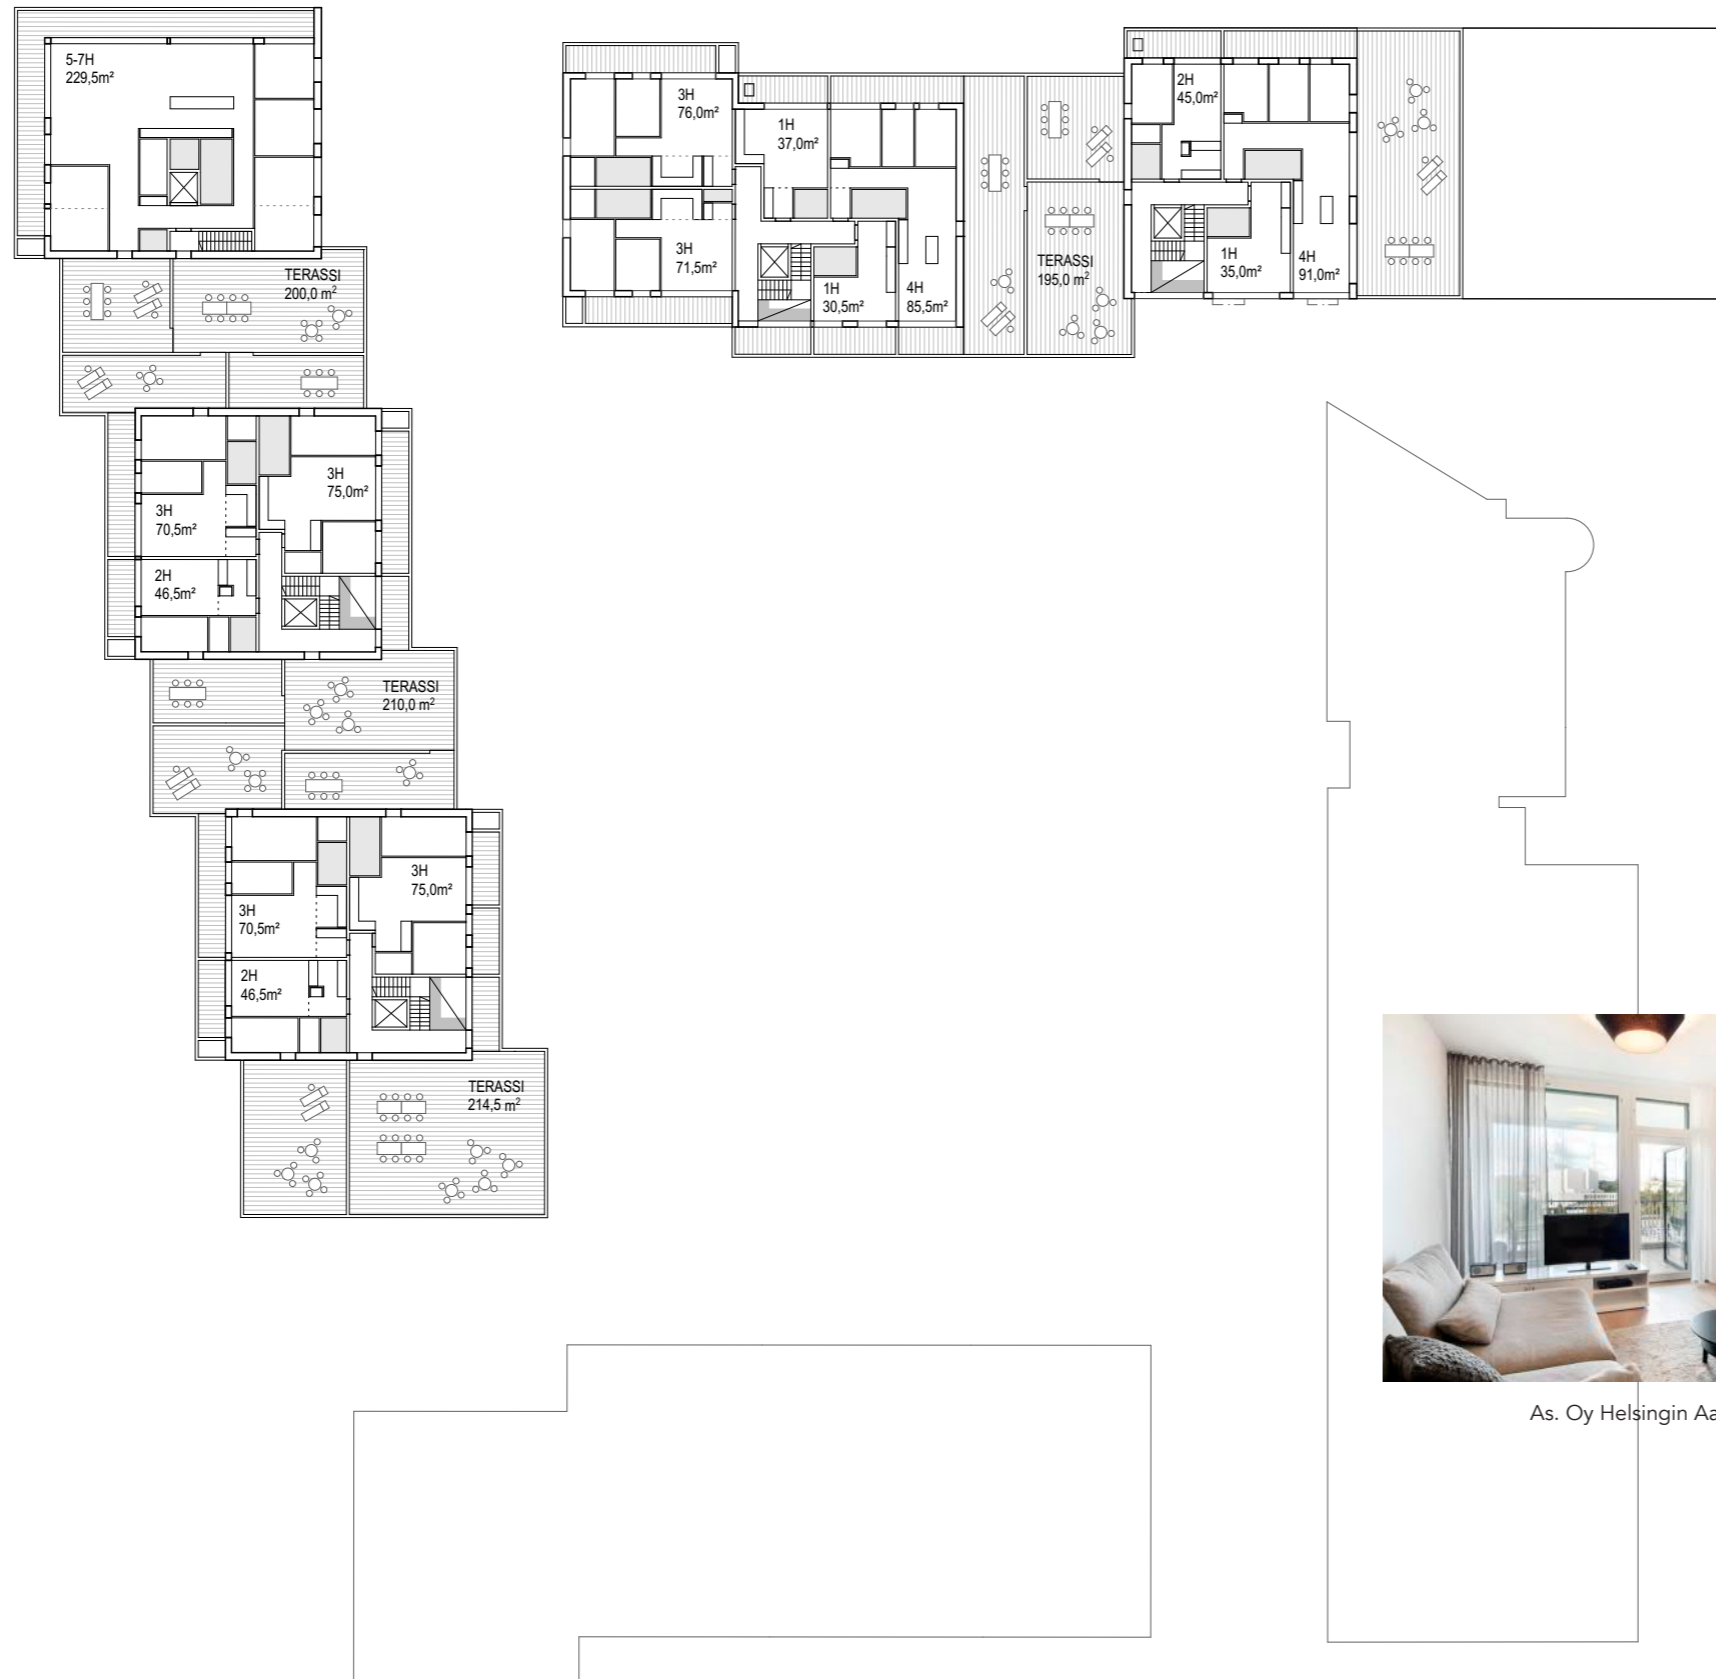 5-7H
229,5m²
TERASSI
200,0 m²
3H
76,0m²
1H
37,0m²
3H
71,5m²
1H
30,5m²
4H
85,5m²
TERASSI
195,0 m²
2H
45,0m²
1H
35,0m²
4H
91,0m²
3H
75,0m²
3H
70,5m²
2H
46,5m²
TERASSI
210,0 m²
3H
75,0m²
3H
70,5m²
2H
46,5m²
TERASSI
214,5 m²
As. Oy Helsingin Aa